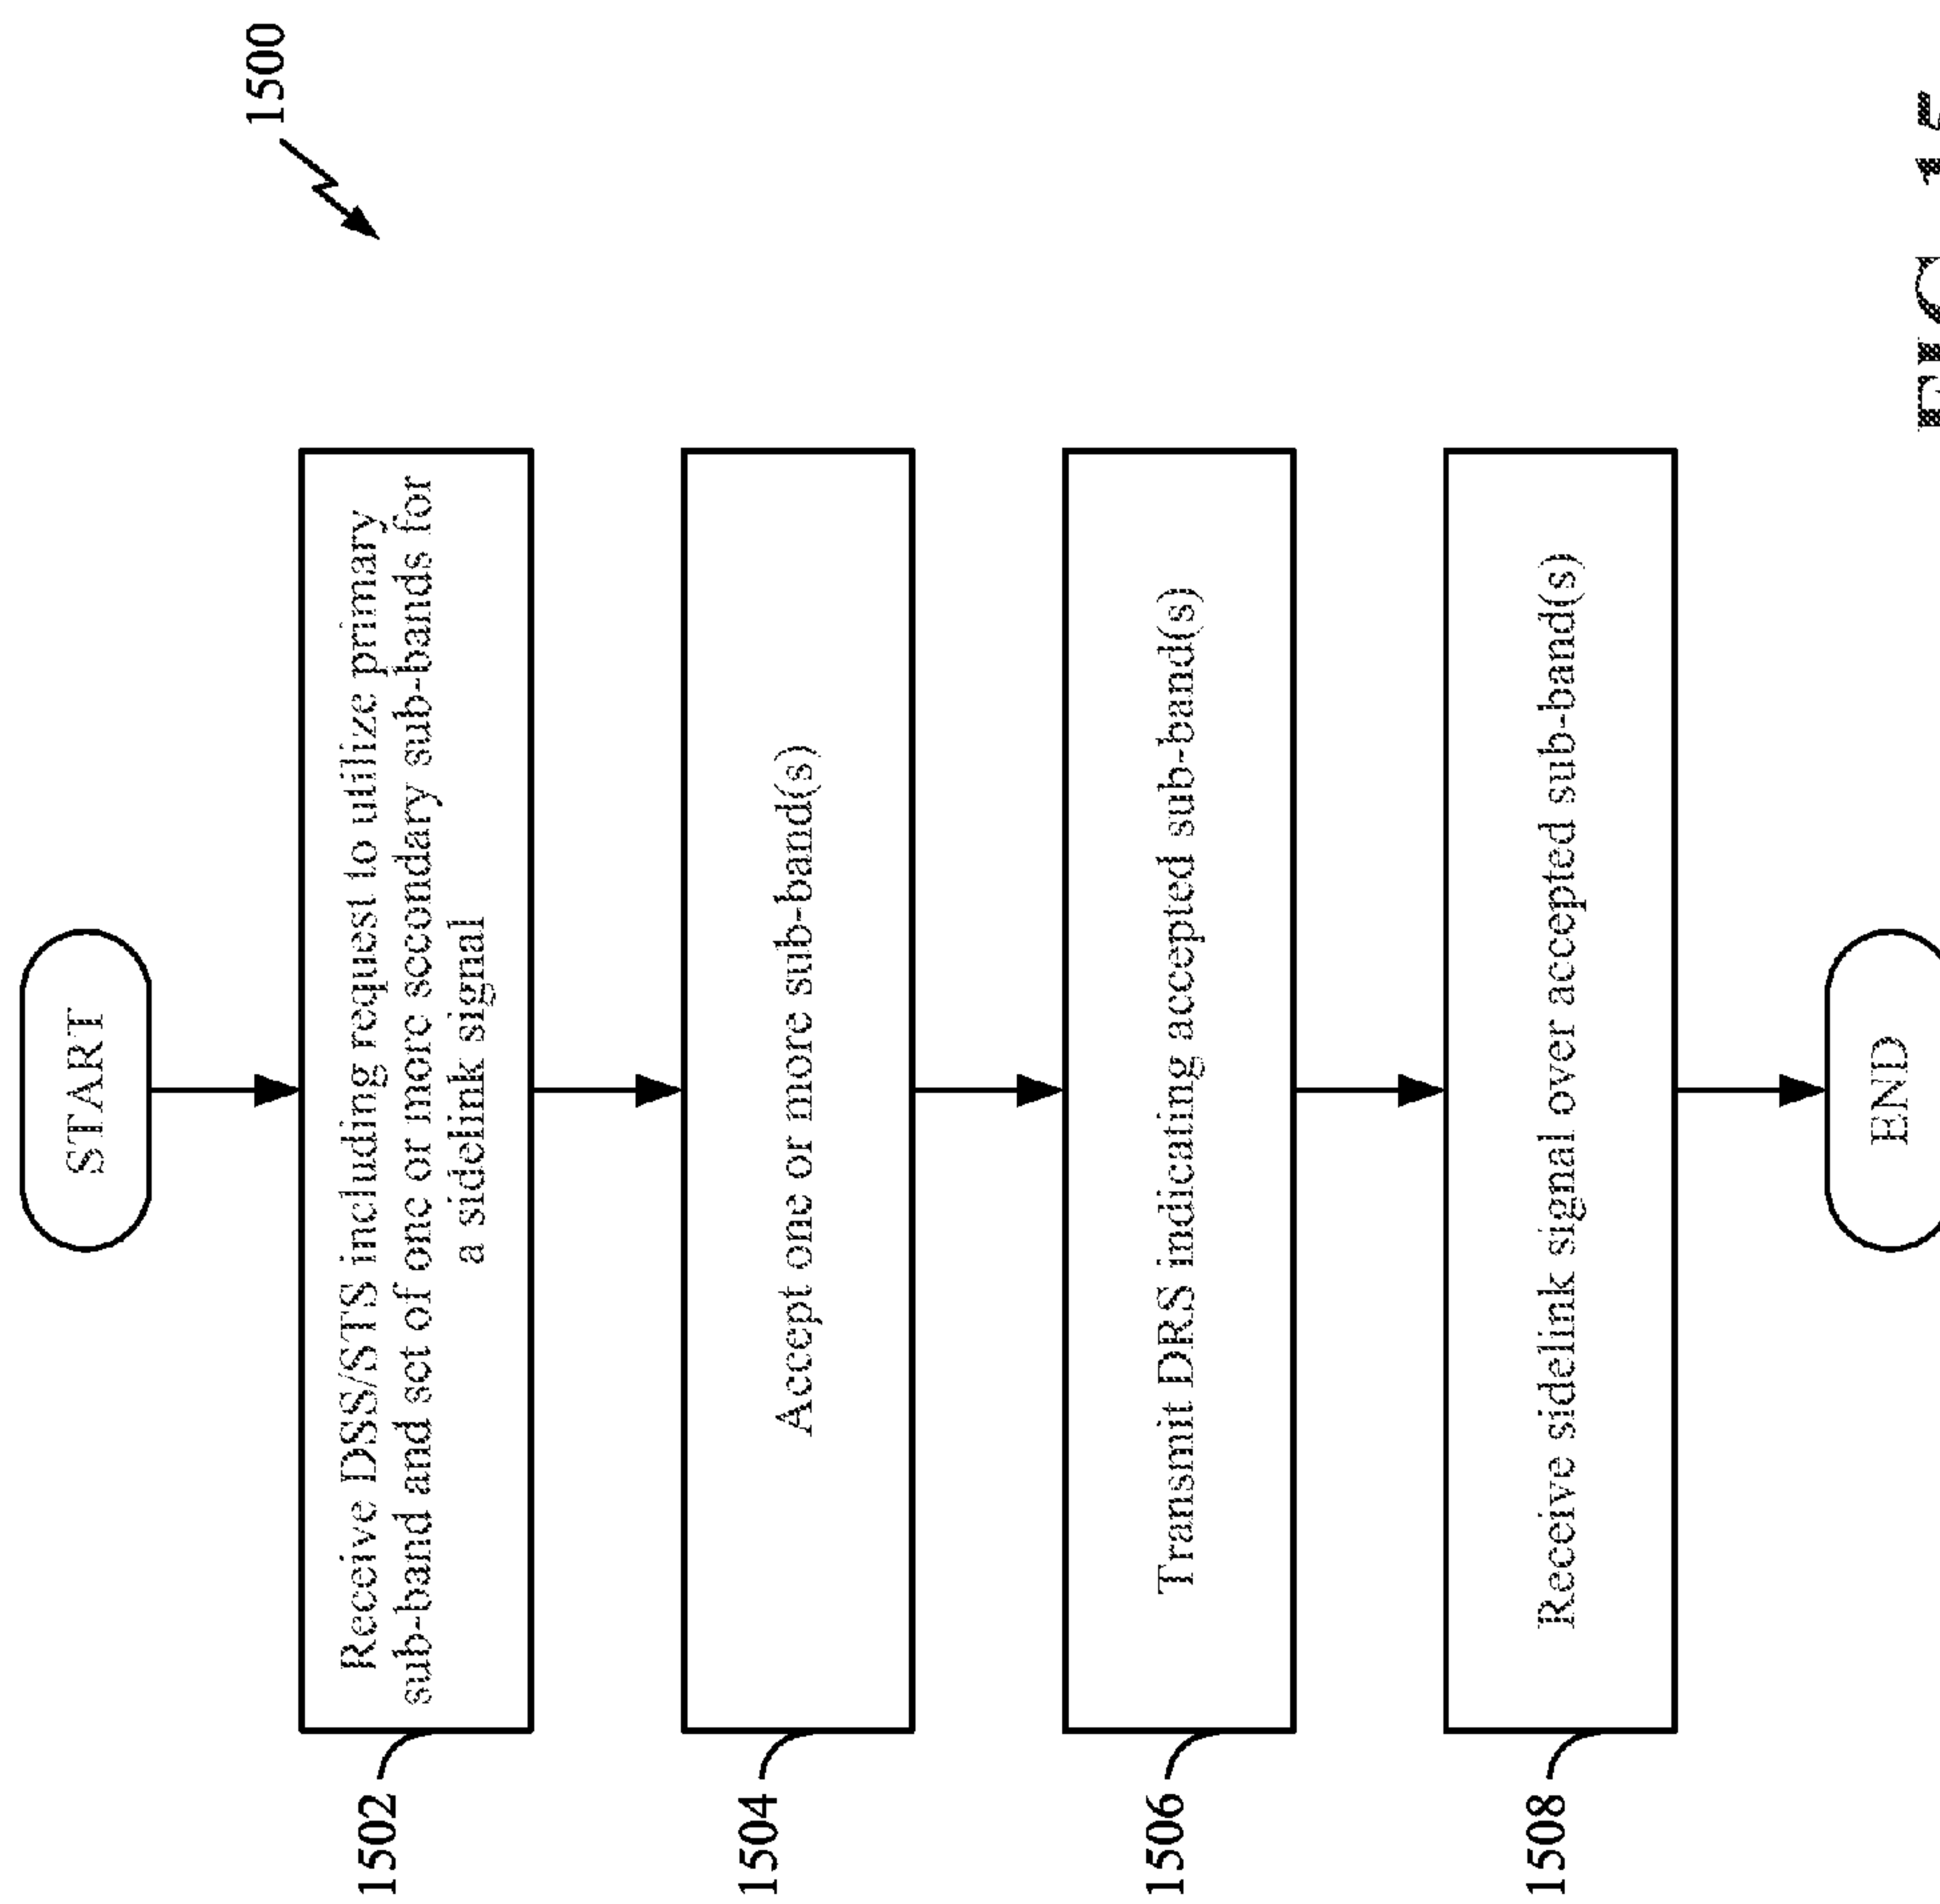 1500
START
1502
Receive DSS/STS including request to utilize primary
sub-band and set of one or more secondary sub-bands for
a sidelink signal
1504
Accept one or more sub-band(s)
1506
Transmit DRS indicating accepted sub-band(s)
1508
Receive sidelink signal over accepted sub-band(s)
END